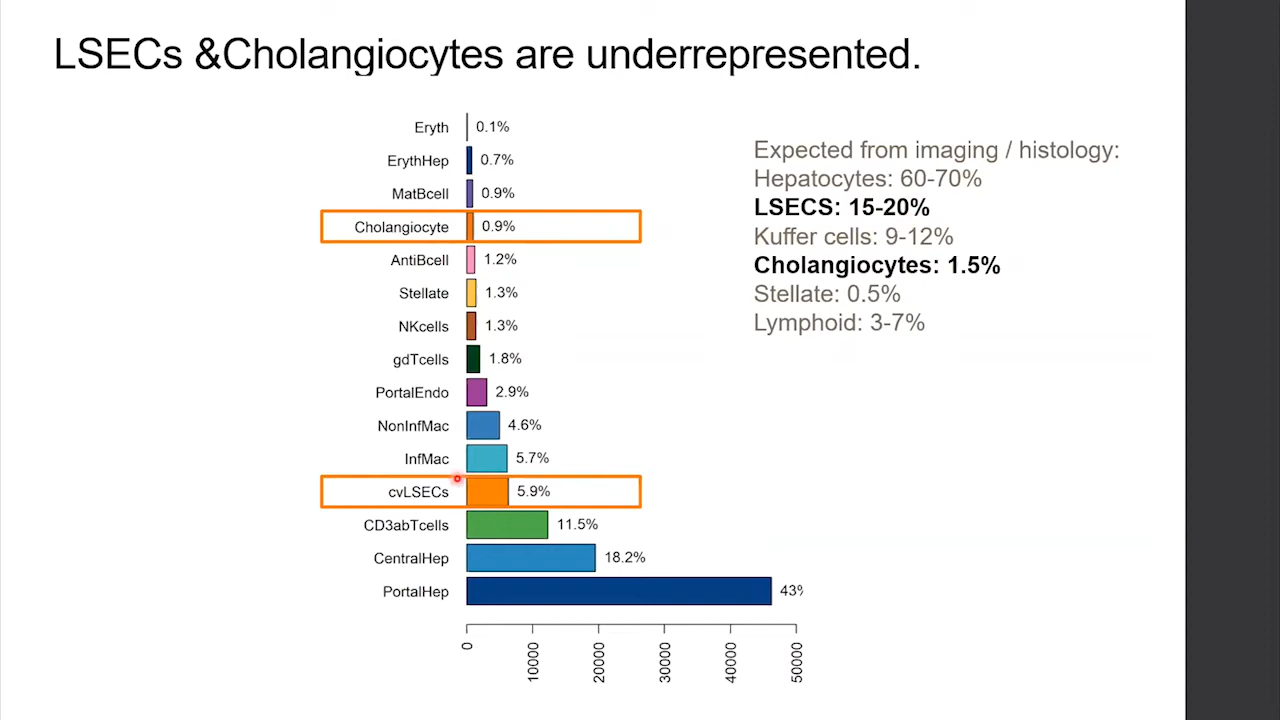 LSECs &Cholangiocytes are underrepresented.
Eryth 0.1%
ErythHep 0.7%
MatBcell 0.9%
Cholangiocyte 0.9%
AntiBcell 1.2%
Stellate 1.3%
NKcells 1.3%
gdTcells 1.8%
PortalEndo 2.9%
NonInfMac 4.6%
InfMac 5.7%
cvLSECs 5.9%
CD3abTcells 11.5%
CentralHep 18.2%
PortalHep 43%
0 10000 20000 30000 40000 50000
Expected from imaging / histology:
Hepatocytes: 60-70%
LSECS: 15-20%
Kuffer cells: 9-12%
Cholangiocytes: 1.5%
Stellate: 0.5%
Lymphoid: 3-7%